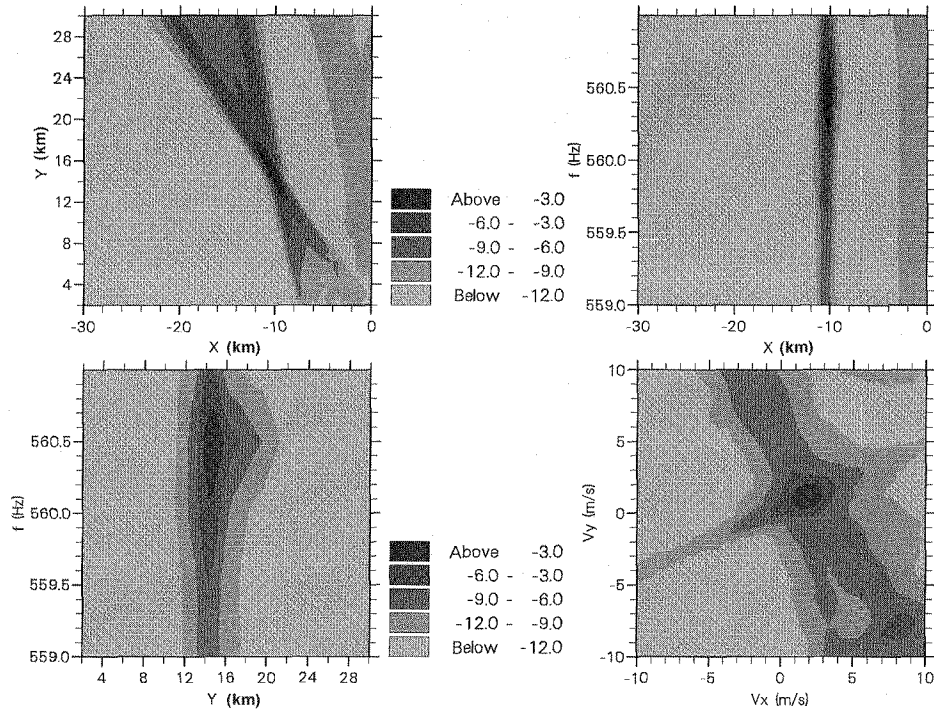 28
24
20
16
12
8
4
Y (km)
-30 -20 -10 0
X (km)
560.5
560.0
559.5
559.0
f (Hz)
-30 -20 -10 0
X (km)
Above -3.0
-6.0 - -3.0
-9.0 - -6.0
-12.0 - -9.0
Below -12.0
560.5
560.0
559.5
559.0
f (Hz)
4 8 12 16 20 24 28
Y (km)
Above -3.0
-6.0 - -3.0
-9.0 - -6.0
-12.0 - -9.0
Below -12.0
10
5
0
-5
-10
Vy (m/s)
-10 -5 0 5 10
Vx (m/s)